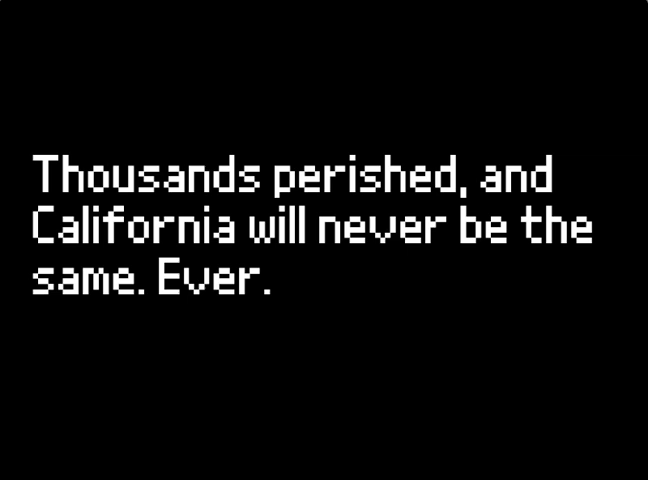 Thousands perished, and
California will never be the
same. Ever.